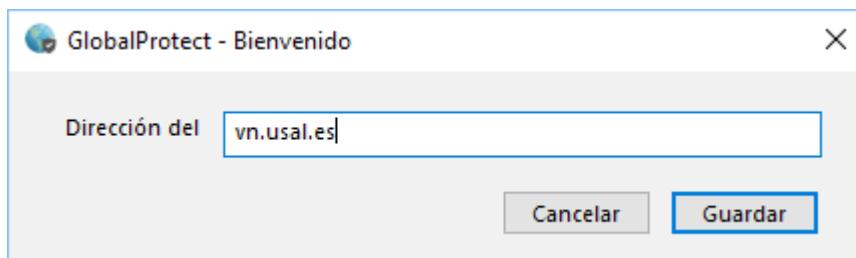 GlobalProtect - Bienvenido
Dirección del vn.usal.es
Cancelar Guardar